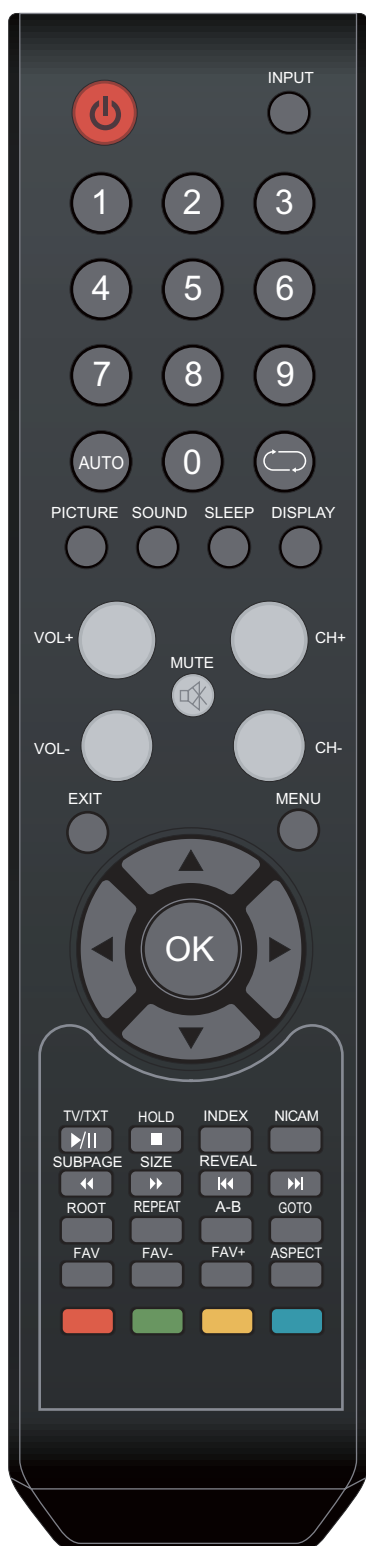 INPUT
1 2 3
4 5 6
7 8 9
AUTO 0
PICTURE SOUND SLEEP DISPLAY
VOL+ CH+
MUTE
VOL- CH-
EXIT MENU
OK
TV/TXT HOLD INDEX NICAM
SUBPAGE SIZE REVEAL
ROOT REPEAT A-B GOTO
FAV FAV- FAV+ ASPECT